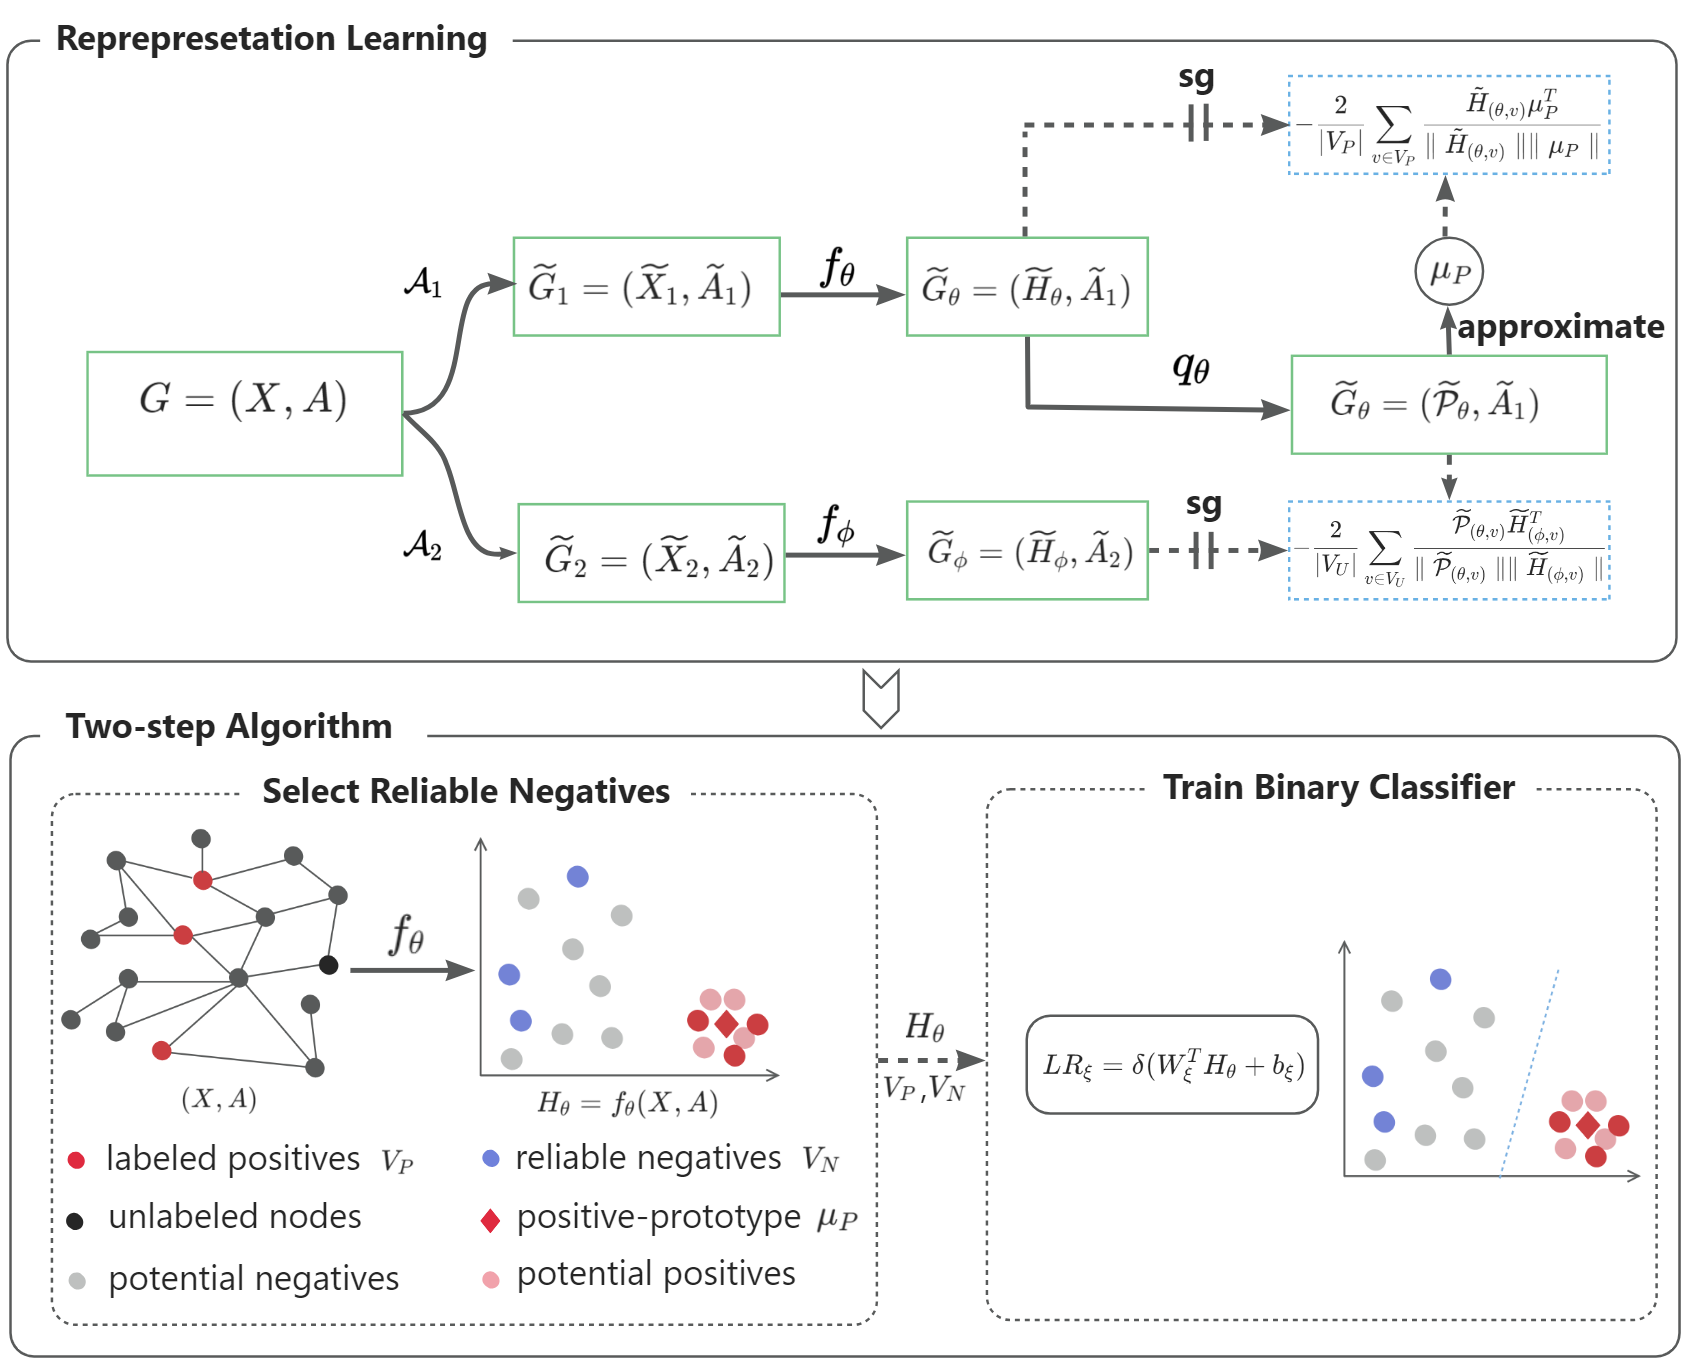 Reprepresetation Learning
sg
$-\frac{2}{|V_P|} \sum_{v \in V_P} \frac{\tilde{H}_{(\theta,v)} \mu_P^T}{\| \tilde{H}_{(\theta,v)} \| \| \mu_P \|}$
$\mathcal{A}_1$
$\widetilde{G}_1 = (\widetilde{X}_1, \tilde{A}_1)$
$f_\theta$
$\widetilde{G}_\theta = (\widetilde{H}_\theta, \tilde{A}_1)$
$\mu_P$
approximate
$G = (X, A)$
$q_\theta$
$\widetilde{G}_\theta = (\widetilde{\mathcal{P}}_\theta, \tilde{A}_1)$
$\mathcal{A}_2$
$\widetilde{G}_2 = (\widetilde{X}_2, \tilde{A}_2)$
$f_\phi$
$\widetilde{G}_\phi = (\widetilde{H}_\phi, \tilde{A}_2)$
sg
$-\frac{2}{|V_U|} \sum_{v \in V_U} \frac{\widetilde{\mathcal{P}}_{(\theta,v)} \widetilde{H}_{(\phi,v)}^T}{\| \widetilde{\mathcal{P}}_{(\theta,v)} \| \| \widetilde{H}_{(\phi,v)} \|}$
Two-step Algorithm
Select Reliable Negatives
$f_\theta$
$(X, A)$
$H_\theta = f_\theta(X, A)$
labeled positives $V_P$
reliable negatives $V_N$
unlabeled nodes
positive-prototype $\mu_P$
potential negatives
potential positives
$H_\theta$
$V_P, V_N$
Train Binary Classifier
$LR_\xi = \delta(W_\xi^T H_\theta + b_\xi)$